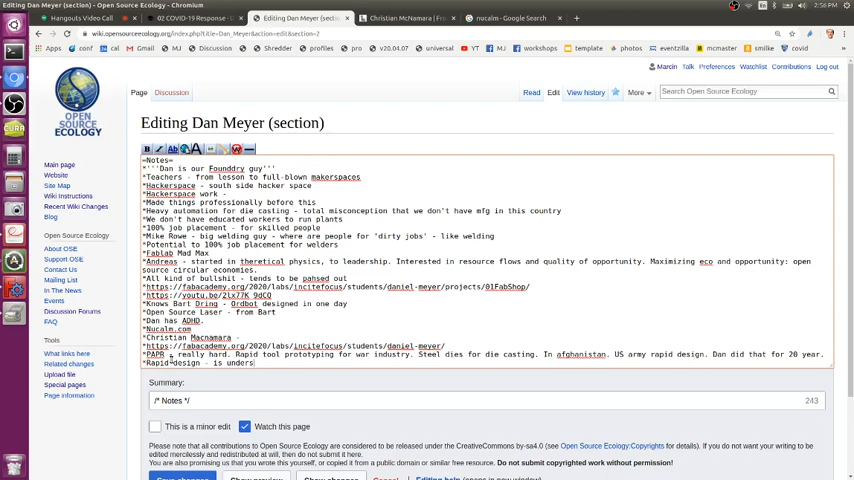 Editing Dan Meyer (section) - Chromium
2:56 PM
Hangouts Video Call
02 COVID-19 Response - D
Editing Dan Meyer (secti
Christian McNamara | Fra
nucalm - Google Search
wiki.opensourceecology.org/index.php?title=Dan_Meyer&action=edit&section=2
Apps
conf
cal
Gmail
MJ
Discussion
Shredder
profiles
pro
v20.04.07
universal
YT
MJ
workshops
template
photos
eventzilla
mcmaster
smilke
covid
Marcin Talk Preferences Watchlist Contributions Log out
Page Discussion Read Edit View history More
Search Open Source Ecology
OPEN SOURCE
ECOLOGY
Editing Dan Meyer (section)
=Notes=
*'''Dan is our Founddry guy'''
*Teachers - from lesson to full-blown makerspaces
*Hackerspace - south side hacker space
*Hackerspace work -
*Made things professionally before this
*Heavy automation for die casting - total misconception that we don't have mfg in this country
*We don't have educated workers to run plants
*100% job placement - for skilled people
*Mike Rowe - big welding guy - where are people for 'dirty jobs' - like welding
*Potential to 100% job placement for welders
*Fablab Mad Max
*Andreas - started in theretical physics, to leadership. Interested in resource flows and quality of opportunity. Maximizing eco and opportunity: open
source circular economies.
*All kind of bullshit - tends to be pahsed out
*https://fabacademy.org/2020/labs/incitefocus/students/daniel-meyer/projects/01FabShop/
*https://youtu.be/2lx77K_9dCQ
*Knows Bart Dring - Ordbot designed in one day
*Open Source Laser - from Bart
*Dan has ADHD.
*Nucalm.com
*Christian Macnamara -
*https://fabacademy.org/2020/labs/incitefocus/students/daniel-meyer/
*PAPR - really hard. Rapid tool prototyping for war industry. Steel dies for die casting. In afghanistan. US army rapid design. Dan did that for 20 year.
*Rapid design - is unders
Main page
Website
Site Map
Wiki Instructions
Recent Wiki Changes
Blog
Open Source Ecology
About OSE
FAQ
Contact Us
Mailing List
In The News
Events
Discussion Forums
FAQ
Tools
What links here
Related changes
Upload file
Special pages
Page information
Summary:
/* Notes */
243
This is a minor edit
Watch this page
Please note that all contributions to Open Source Ecology are considered to be released under the CreativeCommons by-sa4.0 (see Open Source Ecology:Copyrights for details). If you do not want your writing to be
edited mercilessly and redistributed at will, then do not submit it here.
You are also promising us that you wrote this yourself, or copied it from a public domain or similar free resource. Do not submit copyrighted work without permission!
Save changes
Show preview
Show changes
Cancel
Editing help (opens in new window)